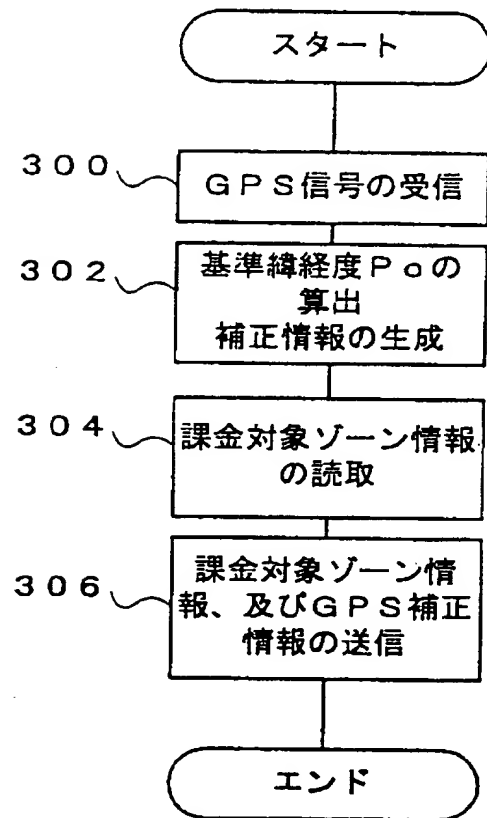 スタート
300
GPS信号の受信
302
基準緯経度Poの
算出
補正情報の生成
304
課金対象ゾーン情報
の読取
306
課金対象ゾーン情
報、及びGPS補正
情報の送信
エンド